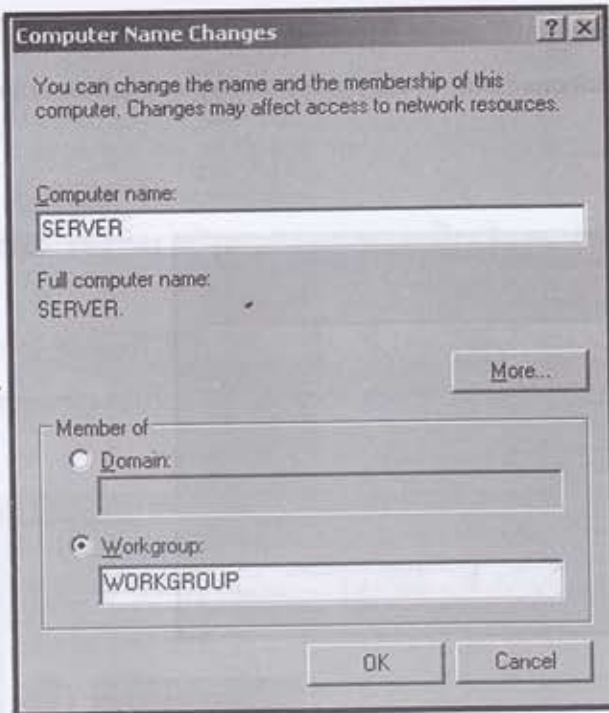 Computer Name Changes
? X
You can change the name and the membership of this
computer. Changes may affect access to network resources.
Computer name:
SERVER
Full computer name:
SERVER.
More...
Member of
Domain:
Workgroup:
WORKGROUP
OK
Cancel